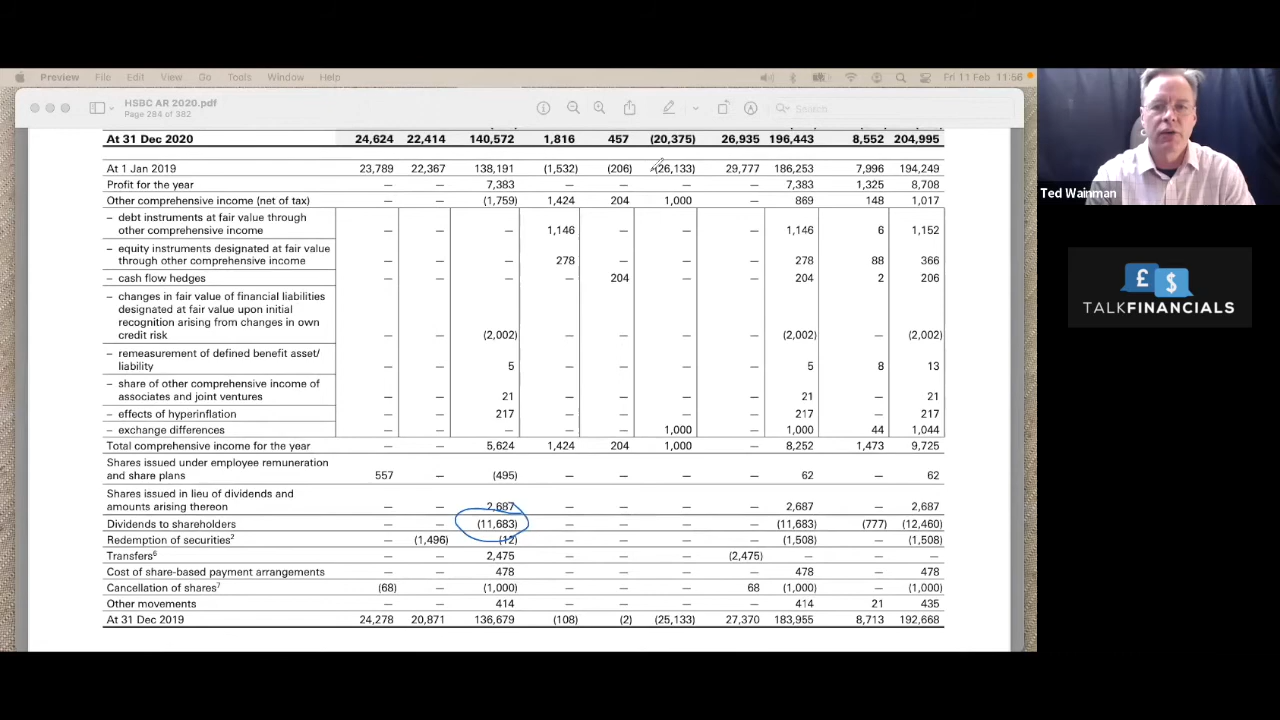 Preview File Edit View Go Tools Window Help Fri 11 Feb 11:56
HSBC AR 2020.pdf
Page 284 of 382
Search
At 31 Dec 2020 24,624 22,414 140,572 1,816 457 (20,375) 26,935 196,443 8,552 204,995
At 1 Jan 2019 23,789 22,367 138,191 (1,532) (206) (26,133) 29,777 186,253 7,996 194,249
Profit for the year — — 7,383 — — — — 7,383 1,325 8,708
Other comprehensive income (net of tax) — — (1,759) 1,424 204 1,000 — 869 148 1,017
– debt instruments at fair value through
other comprehensive income — — — 1,146 — — — 1,146 6 1,152
– equity instruments designated at fair value
through other comprehensive income — — — 278 — — — 278 88 366
– cash flow hedges — — — — 204 — — 204 2 206
– changes in fair value of financial liabilities
designated at fair value upon initial
recognition arising from changes in own
credit risk — — (2,002) — — — — (2,002) — (2,002)
– remeasurement of defined benefit asset/
liability — — 5 — — — — 5 8 13
– share of other comprehensive income of
associates and joint ventures — — 21 — — — — 21 — 21
– effects of hyperinflation — — 217 — — — — 217 — 217
– exchange differences — — — — — 1,000 — 1,000 44 1,044
Total comprehensive income for the year — — 5,624 1,424 204 1,000 — 8,252 1,473 9,725
Shares issued under employee remuneration
and share plans 557 — (495) — — — — 62 — 62
Shares issued in lieu of dividends and
amounts arising thereon — — 2,687 — — — — 2,687 — 2,687
Dividends to shareholders — — (11,683) — — — — (11,683) (777) (12,460)
Redemption of securities2 — (1,496) (12) — — — — (1,508) — (1,508)
Transfers6 — — 2,475 — — — (2,475) — — —
Cost of share-based payment arrangements — — 478 — — — — 478 — 478
Cancellation of shares7 (68) — (1,000) — — — 68 (1,000) — (1,000)
Other movements — — 414 — — — — 414 21 435
At 31 Dec 2019 24,278 20,871 136,679 (108) (2) (25,133) 27,370 183,955 8,713 192,668
Ted Wainman
£ $
TALKFINANCIALS